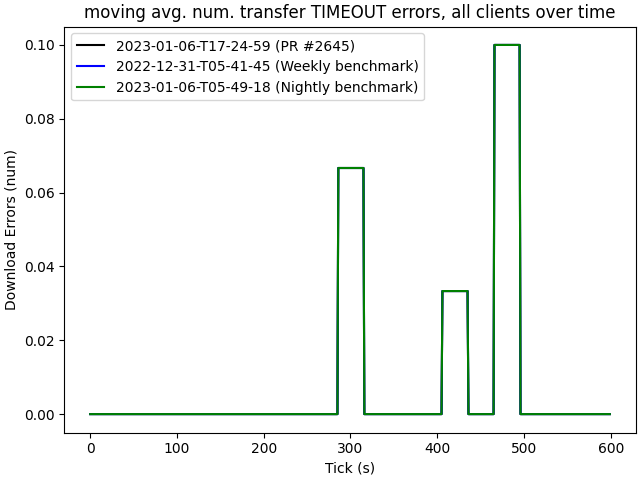 moving avg. num. transfer TIMEOUT errors, all clients over time
2023-01-06-T17-24-59 (PR #2645)
2022-12-31-T05-41-45 (Weekly benchmark)
2023-01-06-T05-49-18 (Nightly benchmark)
Download Errors (num)
0.10
0.08
0.06
0.04
0.02
0.00
0 100 200 300 400 500 600
Tick (s)